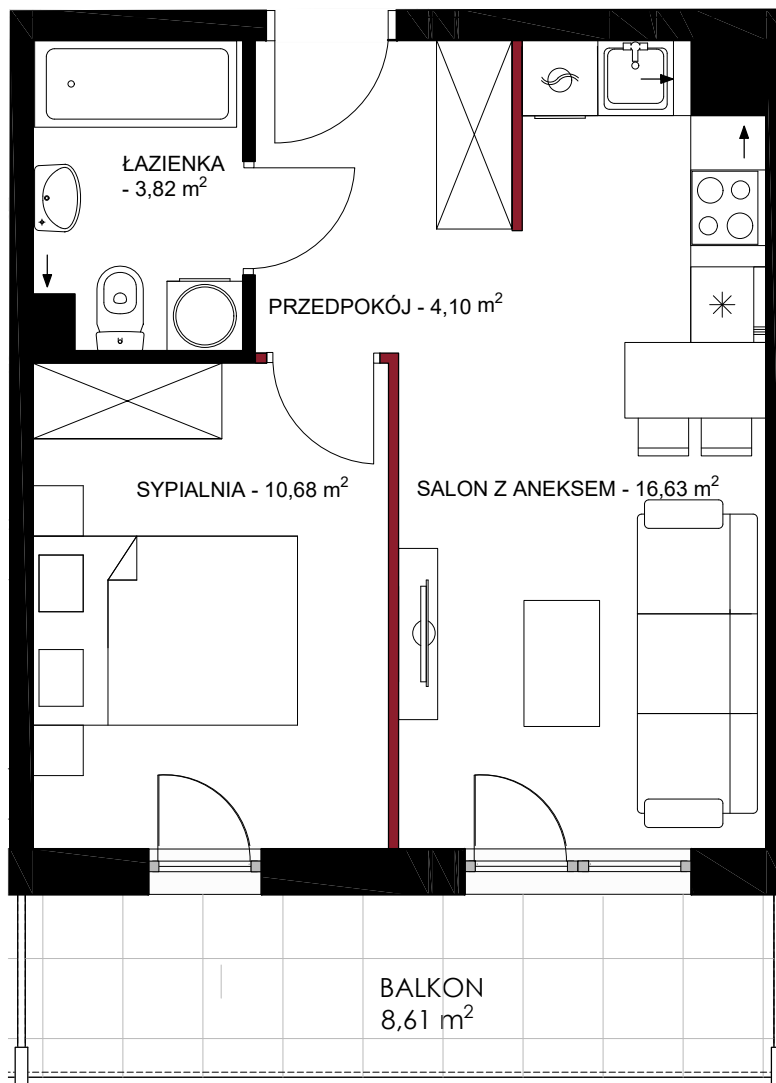 ŁAZIENKA
- 3,82 m²
PRZEDPOKÓJ - 4,10 m²
SYPIALNIA - 10,68 m²
SALON Z ANEKSEM - 16,63 m²
BALKON
8,61 m²